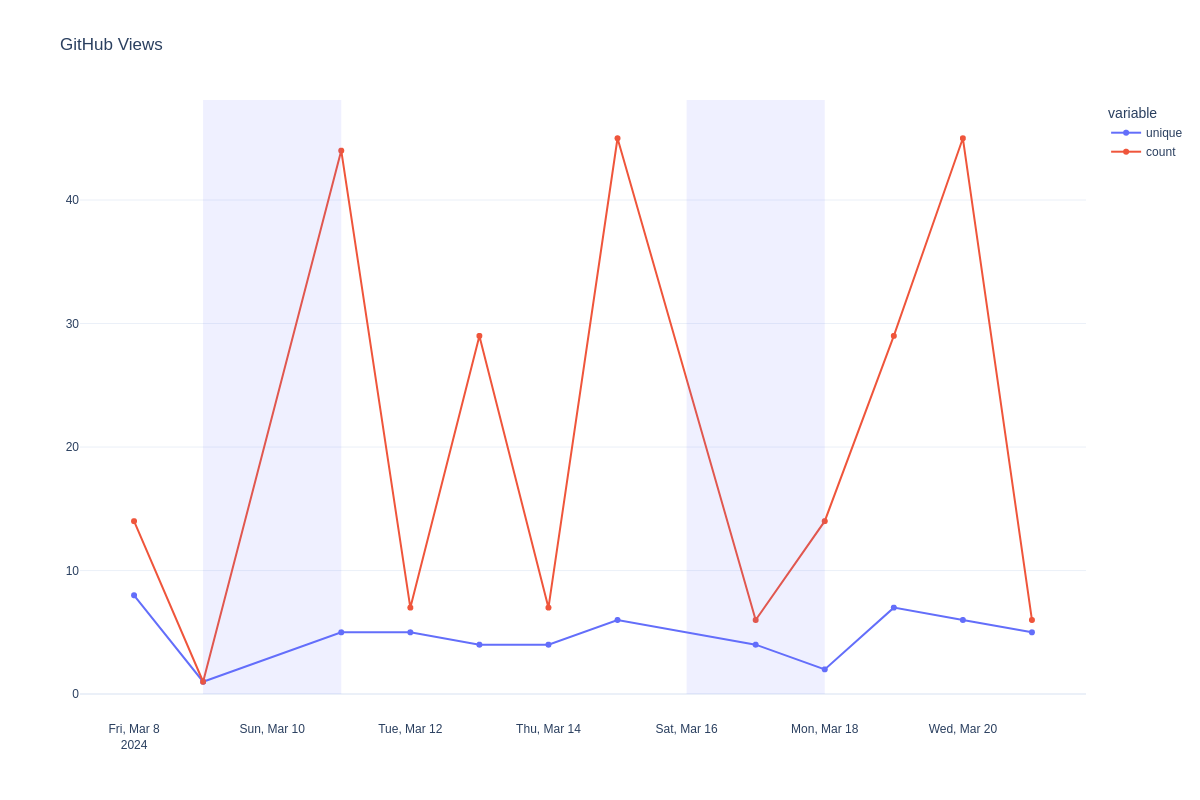 GitHub Views
variable
unique
count
40
30
20
10
0
Fri, Mar 8
2024
Sun, Mar 10
Tue, Mar 12
Thu, Mar 14
Sat, Mar 16
Mon, Mar 18
Wed, Mar 20